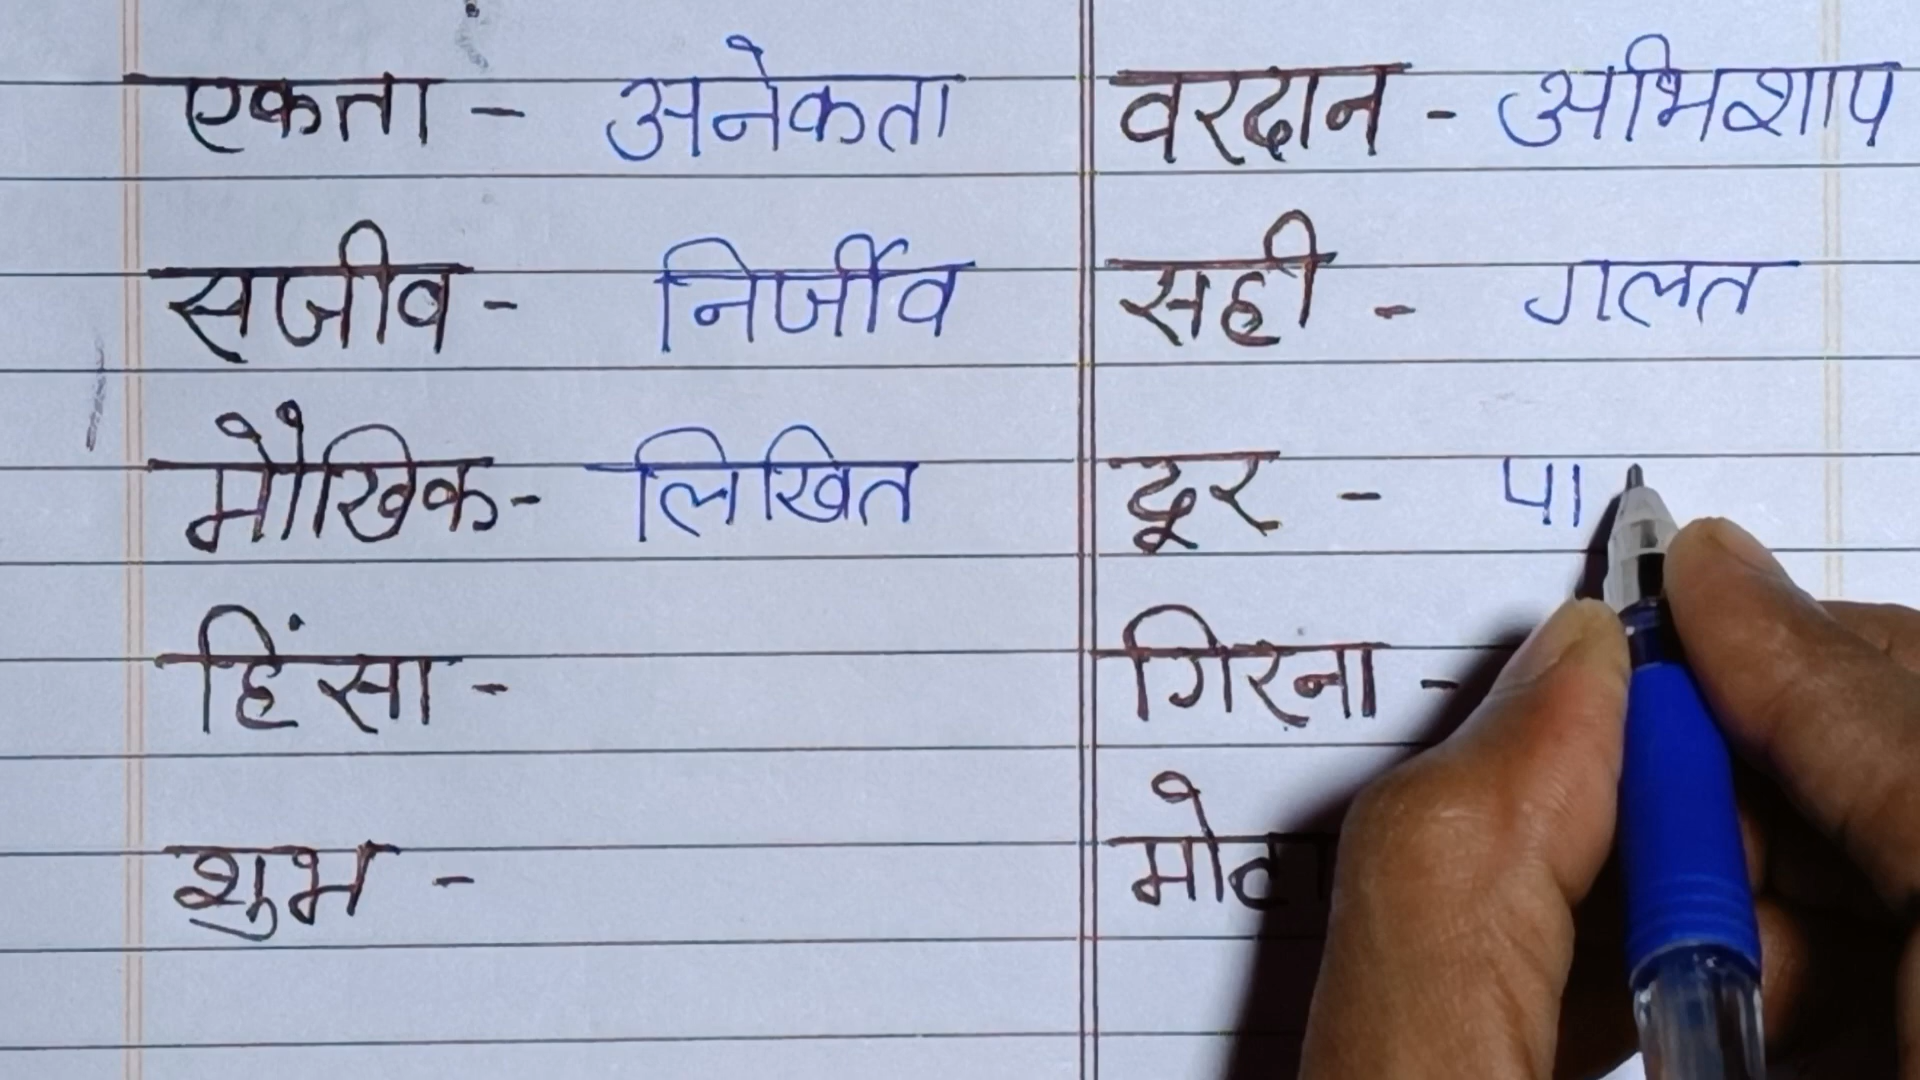 एकता - अनेकता वरदान - अभिशाप
सजीव - निर्जीव सही - गलत
मौखिक - लिखित दूर - पा
हिंसा - गिरना -
शुभ - मोटा